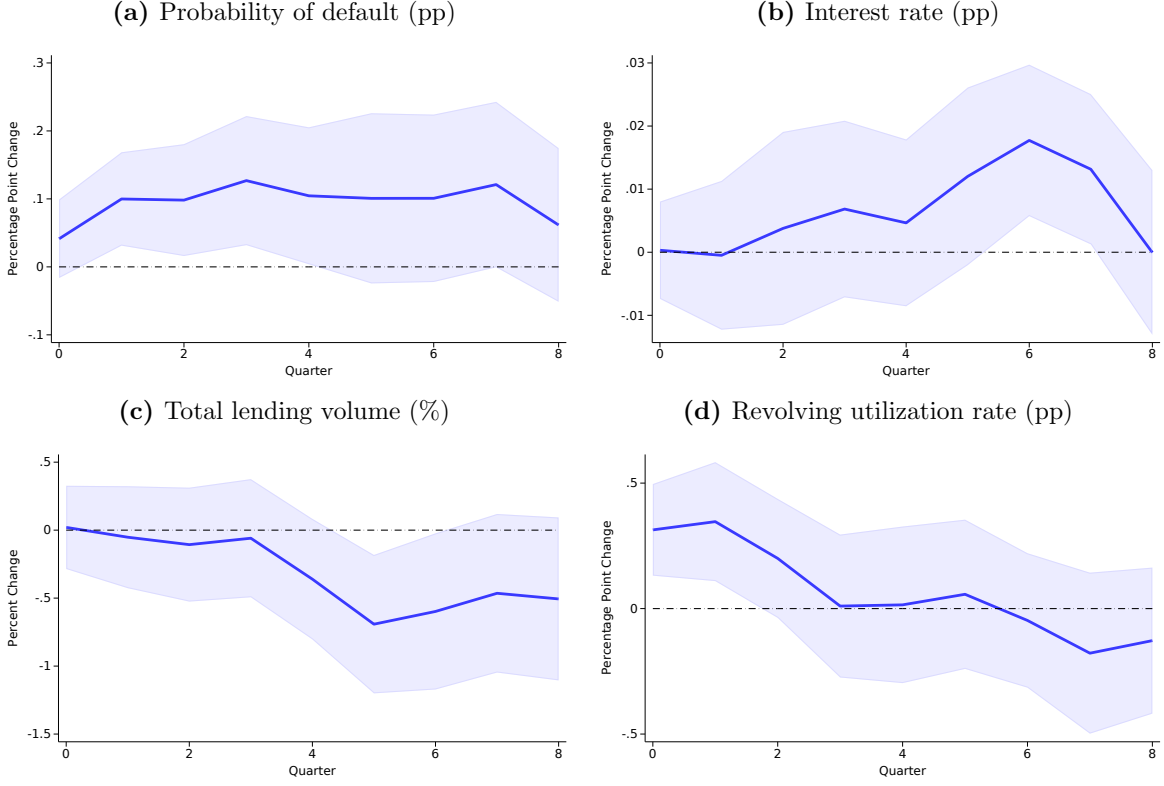 (a) Probability of default (pp)
Percentage Point Change
.3
.2
.1
0
-.1
0 2 4 6 8
Quarter
(b) Interest rate (pp)
Percentage Point Change
.03
.02
.01
0
-.01
0 2 4 6 8
Quarter
(c) Total lending volume (%)
Percent Change
.5
0
-.5
-1
-1.5
0 2 4 6 8
Quarter
(d) Revolving utilization rate (pp)
Percentage Point Change
.5
0
-.5
0 2 4 6 8
Quarter